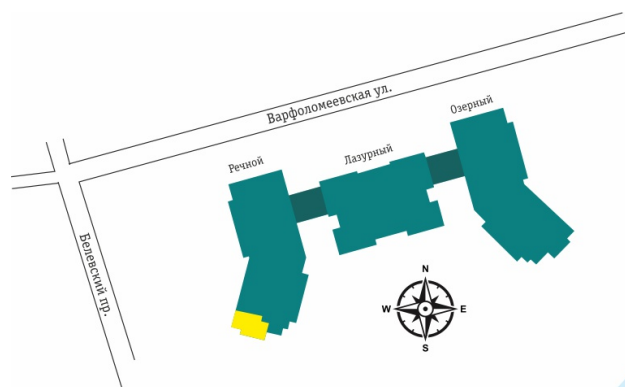 Варфоломеевская ул.
Озерный
Лазурный
Речной
Белевский пр.
N
W
E
S